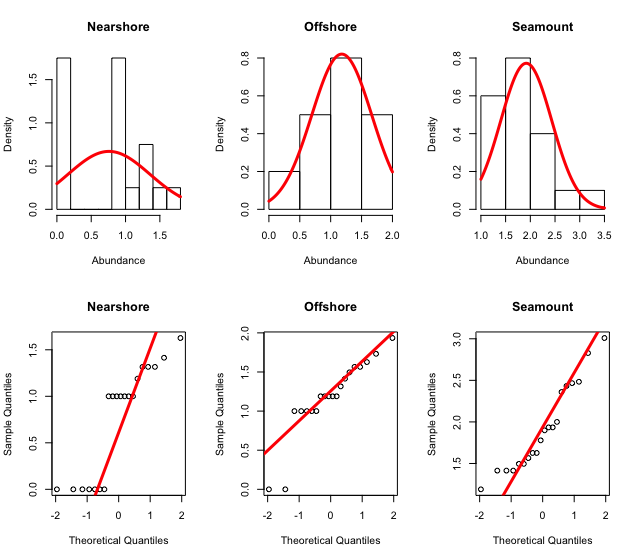 Nearshore
Offshore
Seamount
Density
0.0 0.5 1.0 1.5
0.0 0.5 1.0 1.5
Abundance
Density
0.0 0.2 0.4 0.6 0.8
0.0 0.5 1.0 1.5 2.0
Abundance
Density
0.0 0.2 0.4 0.6 0.8
1.0 1.5 2.0 2.5 3.0 3.5
Abundance
Nearshore
Offshore
Seamount
Sample Quantiles
0.0 0.5 1.0 1.5
-2 -1 0 1 2
Theoretical Quantiles
Sample Quantiles
0.0 0.5 1.0 1.5 2.0
-2 -1 0 1 2
Theoretical Quantiles
Sample Quantiles
1.5 2.0 2.5 3.0
-2 -1 0 1 2
Theoretical Quantiles